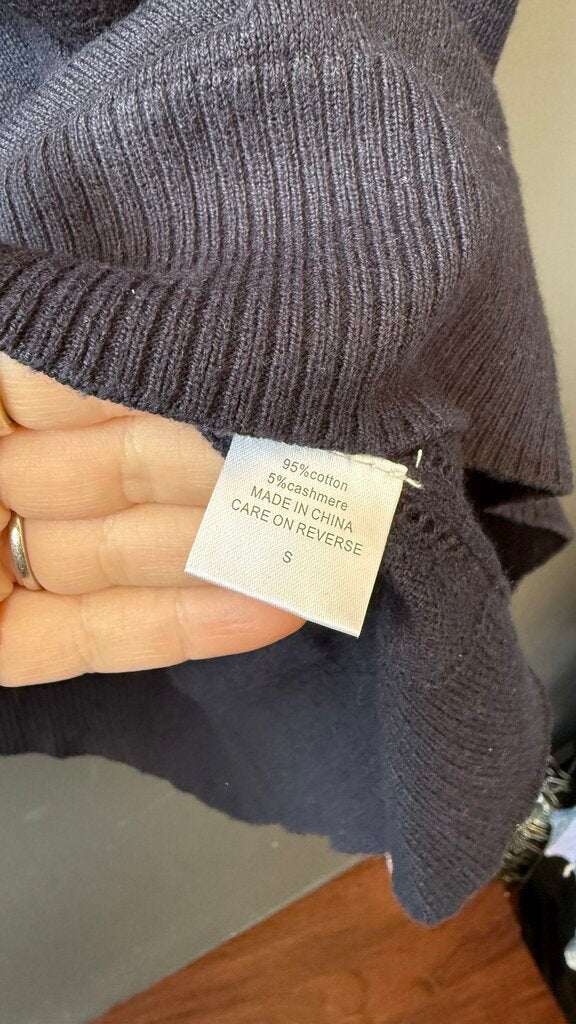 95%cotton
5%cashmere
MADE IN CHINA
CARE ON REVERSE
S